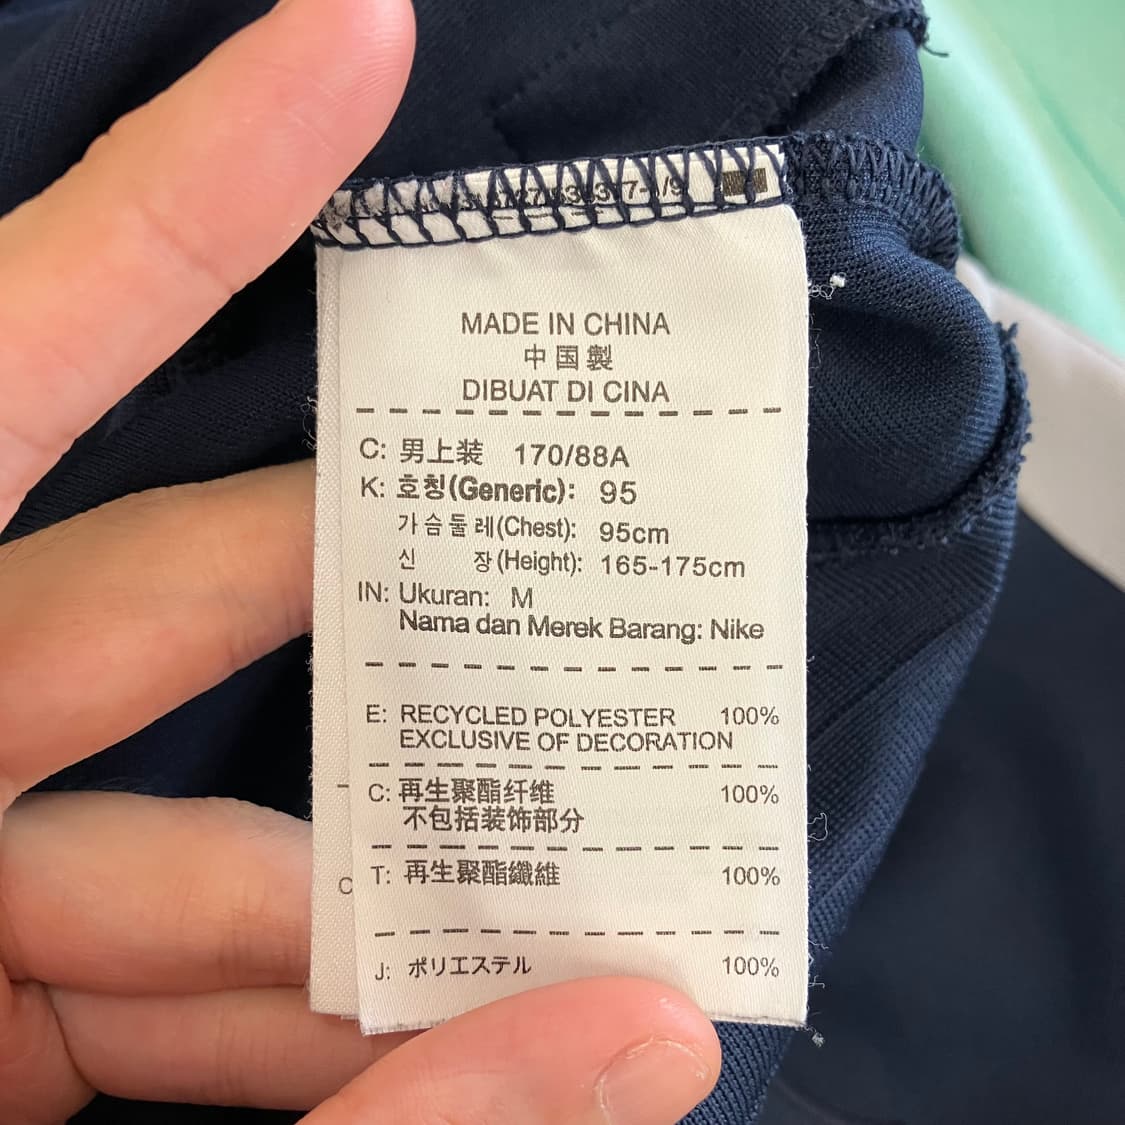 MADE IN CHINA
中国製
DIBUAT DI CINA
C: 男上装 170/88A
K: 호칭(Generic): 95
가슴둘레(Chest): 95cm
신 장(Height): 165-175cm
IN: Ukuran: M
Nama dan Merek Barang: Nike
E: RECYCLED POLYESTER 100%
EXCLUSIVE OF DECORATION
C: 再生聚酯纤维 100%
不包括装饰部分
T: 再生聚酯纖維 100%
J: ポリエステル 100%